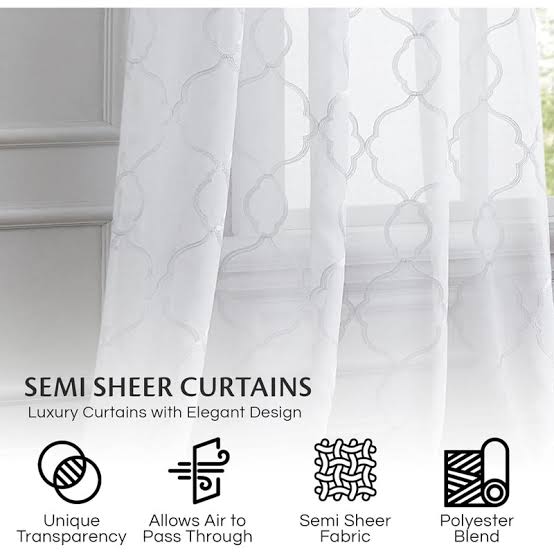 SEMI SHEER CURTAINS
Luxury Curtains with Elegant Design
Unique
Transparency
Allows Air to
Pass Through
Semi Sheer
Fabric
Polyester
Blend